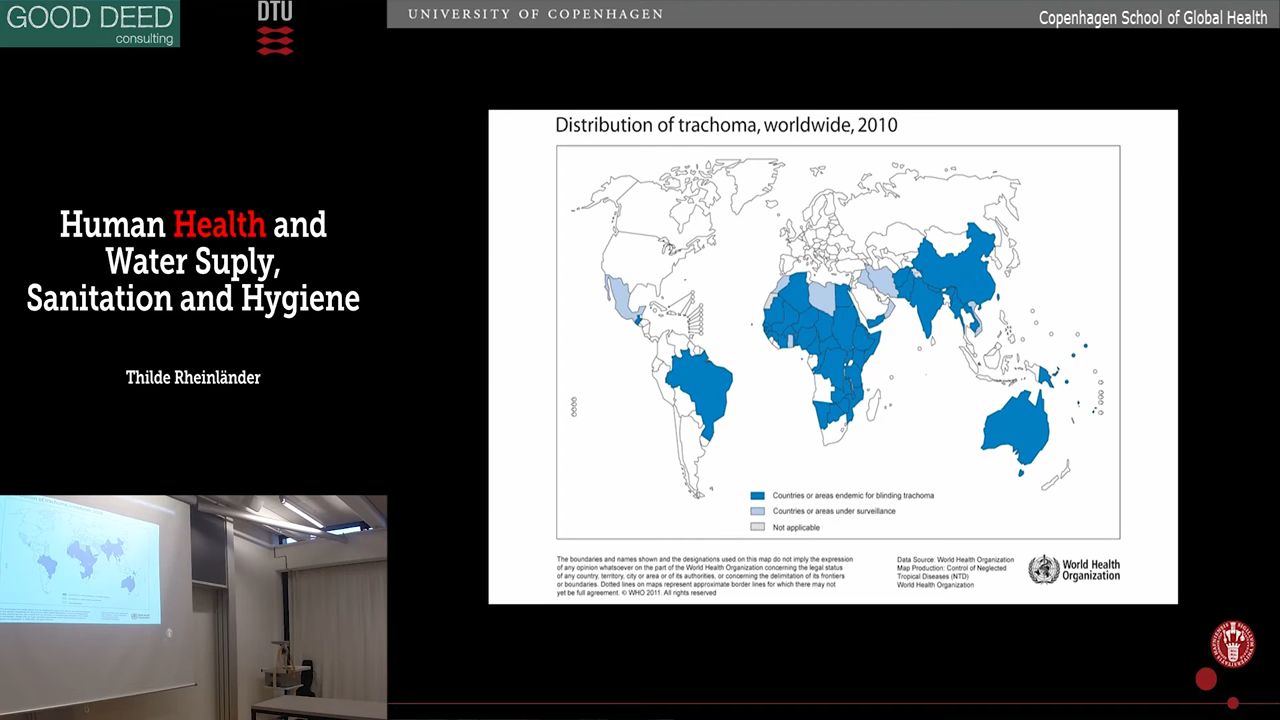 GOOD DEED
consulting
DTU
UNIVERSITY OF COPENHAGEN
Copenhagen School of Global Health
Human Health and
Water Suply,
Sanitation and Hygiene
Thilde Rheinländer
Distribution of trachoma, worldwide, 2010
Countries or areas endemic for blinding trachoma
Countries or areas under surveillance
Not applicable
The boundaries and names shown and the designations used on this map do not imply the expression
of any opinion whatsoever on the part of the World Health Organization concerning the legal status
of any country, territory, city or area or of its authorities, or concerning the delimitation of its frontiers
or boundaries. Dotted lines on maps represent approximate border lines for which there may not
yet be full agreement. © WHO 2011. All rights reserved
Data Source: World Health Organization
Map Production: Control of Neglected
Tropical Diseases (NTD)
World Health Organization
World Health
Organization